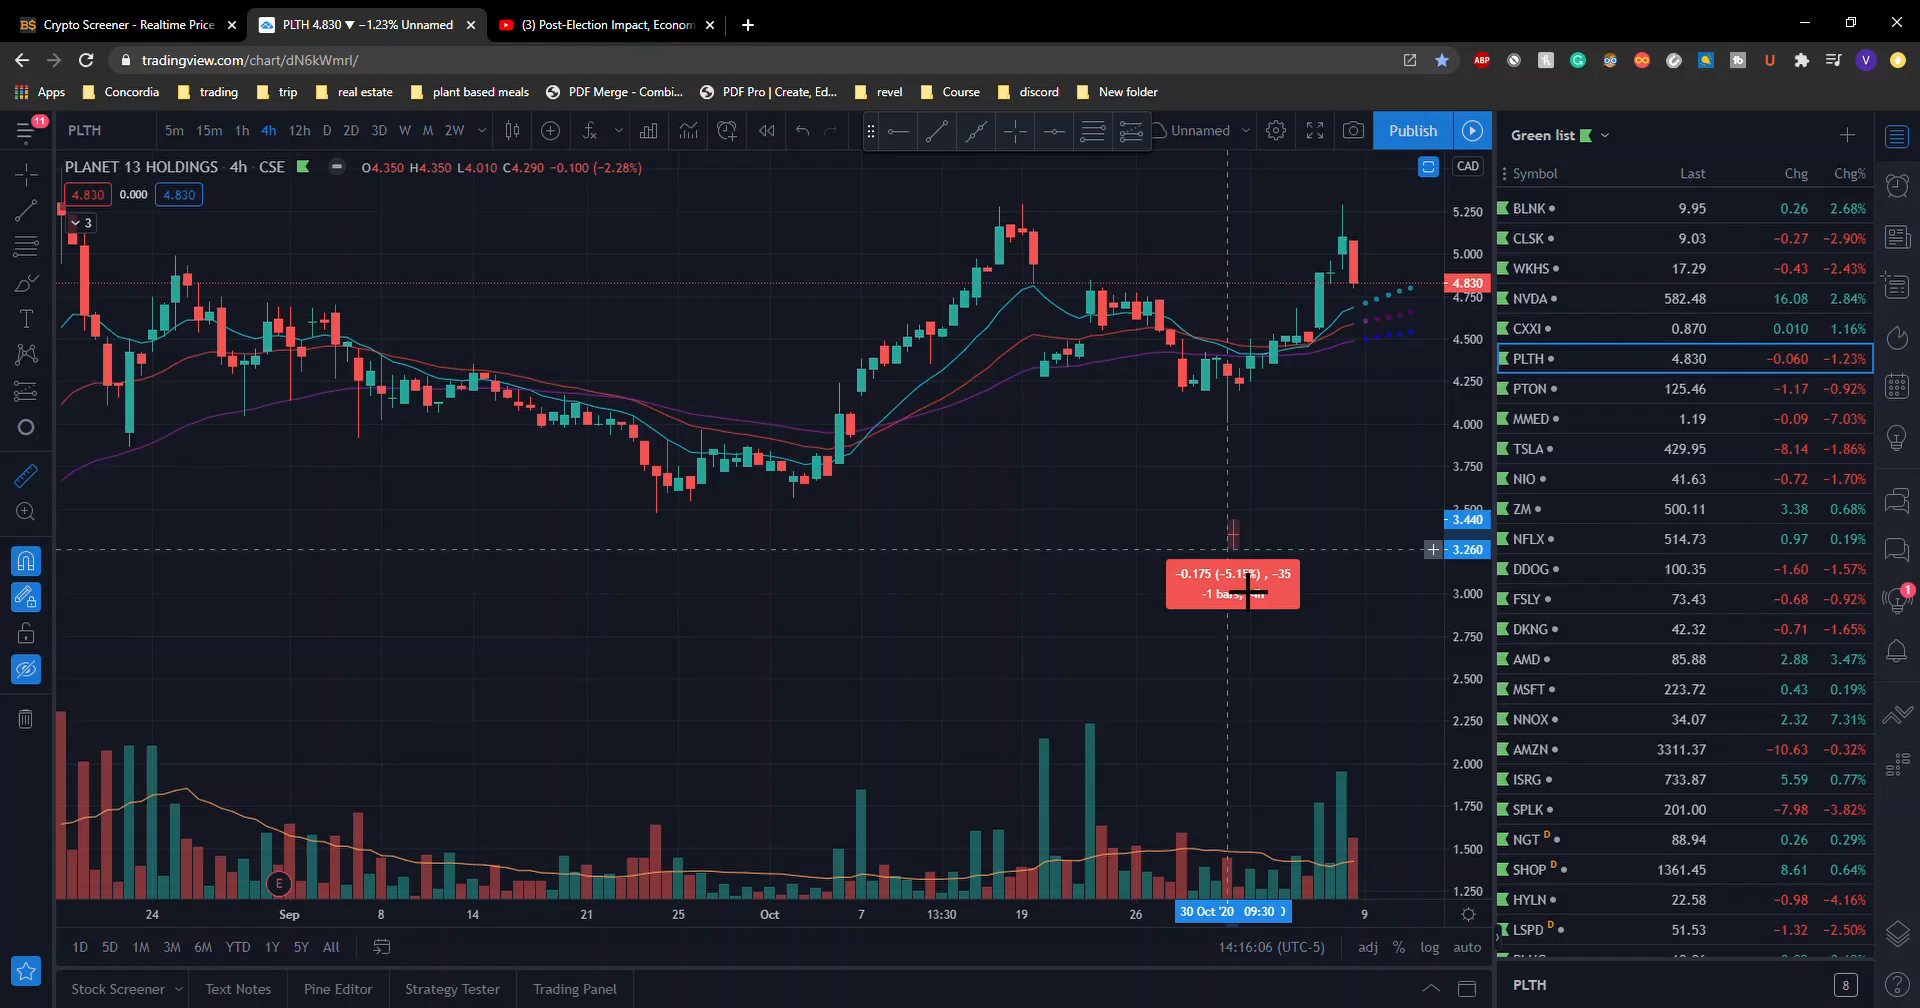 Crypto Screener - Realtime Price
PLTH 4.830 ▼ −1.23% Unnamed
(3) Post-Election Impact, Econom
tradingview.com/chart/dN6kWmrl/
ABP
V
Apps
Concordia
trading
trip
real estate
plant based meals
PDF Merge - Combi...
PDF Pro | Create, Ed...
revel
Course
discord
New folder
11
PLTH
5m 15m 1h 4h 12h D 2D 3D W M 2W
Unnamed
Publish
Green list
PLANET 13 HOLDINGS · 4h · CSE
O4.350 H4.350 L4.010 C4.290 −0.100 (−2.28%)
CAD
4.830 0.000 4.830
3
Symbol Last Chg Chg%
BLNK 9.95 0.26 2.68%
CLSK 9.03 −0.27 −2.90%
WKHS 17.29 −0.43 −2.43%
NVDA 582.48 16.08 2.84%
CXXI 0.870 0.010 1.16%
PLTH 4.830 −0.060 −1.23%
PTON 125.46 −1.17 −0.92%
MMED 1.19 −0.09 −7.03%
TSLA 429.95 −8.14 −1.86%
NIO 41.63 −0.72 −1.70%
ZM 500.11 3.38 0.68%
NFLX 514.73 0.97 0.19%
DDOG 100.35 −1.60 −1.57%
FSLY 73.43 −0.68 −0.92%
DKNG 42.32 −0.71 −1.65%
AMD 85.88 2.88 3.47%
MSFT 223.72 0.43 0.19%
NNOX 34.07 2.32 7.31%
AMZN 3311.37 −10.63 −0.32%
ISRG 733.87 5.59 0.77%
SPLK 201.00 −7.98 −3.82%
NGT D 88.94 0.26 0.29%
SHOP D 1361.45 8.61 0.64%
HYLN 22.58 −0.98 −4.16%
LSPD D 51.53 −1.32 −2.50%
5.250
5.000
4.830
4.750
4.500
4.250
4.000
3.750
3.500
3.440
3.260
3.000
2.750
2.500
2.250
2.000
1.750
1.500
1.250
−0.175 (−5.15%) , −35
-1 bars,
E
24 Sep 8 14 21 25 Oct 7 13:30 19 26 30 Oct '20 09:30 9
1D 5D 1M 3M 6M YTD 1Y 5Y All
14:16:06 (UTC-5)
adj % log auto
Stock Screener
Text Notes
Pine Editor
Strategy Tester
Trading Panel
PLTH
8
1